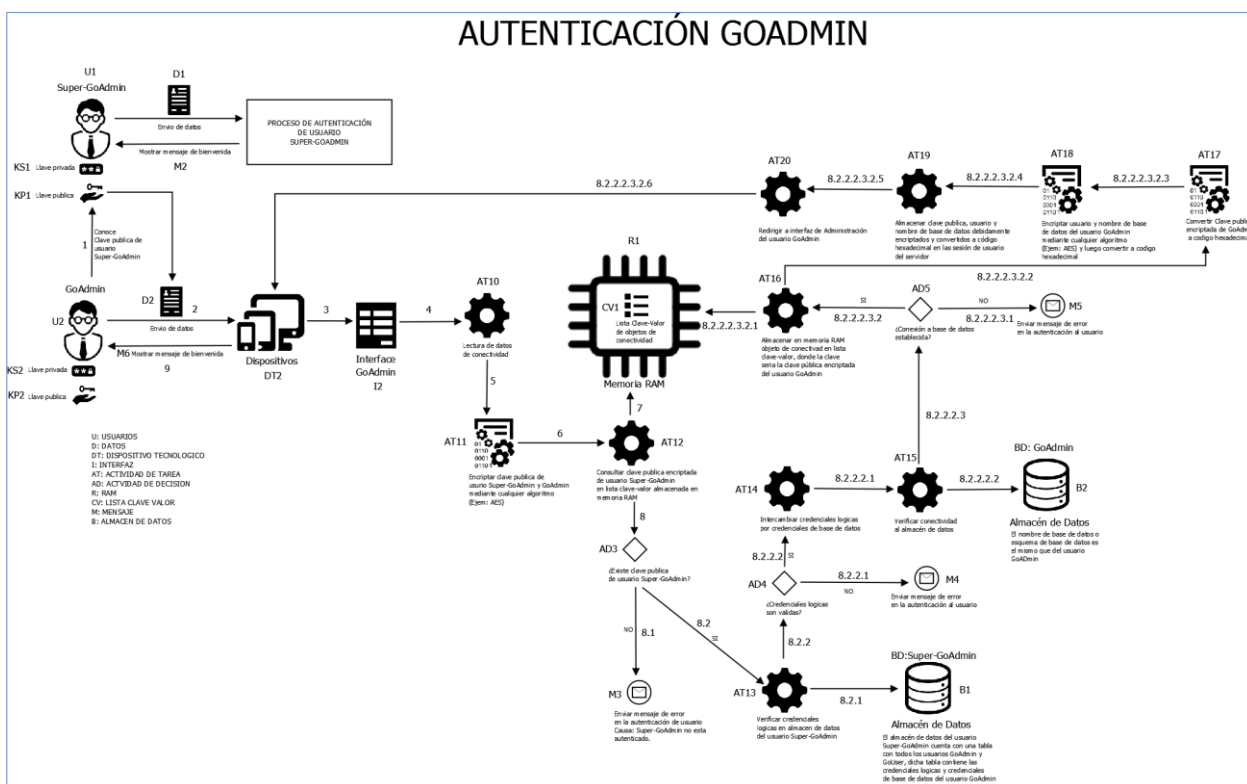 AUTENTICACIÓN GOADMIN
U1
Super-GoAdmin
D1
Envio de datos
Mostrar mensaje de bienvenida
M2
PROCESO DE AUTENTICACIÓN
DE USUARIO
SUPER-GOADMIN
KS1
Llave privada
KP1
Llave publica
1
Conoce
Clave publica de
usuario
Super-GoAdmin
GoAdmin
U2
D2
2
Envio de datos
M6
Mostrar mensaje de bienvenida
9
KS2
Llave privada
KP2
Llave publica
Dispositivos
DT2
3
Interface
GoAdmin
I2
4
AT10
Lectura de datos
de conectividad
5
AT11
Encriptar clave publica de
usurio Super-GoAdmin y GoAdmin
mediante cualquier algoritmo
(Ejem: AES)
6
AT12
Consultar clave publica encriptada
de usuario Super-GoAdmin
en lista clave-valor almacenada en
memoria RAM
7
R1
CV1
Lista Clave-Valor
de objetos de
conectividad
Memoria RAM
8
AD3
¿Existe clave publica
de usuario Super-GoAdmin?
NO
8.1
M3
Enviar mensaje de error
en la autenticación de usuario
Causa: Super-GoAdmin no esta
autenticado.
8.2
SI
AT13
Verificar credenciales
logicas en almacen de datos
del usuario Super-GoAdmin
8.2.1
BD:Super-GoAdmin
B1
Almacén de Datos
El almacén de datos del usuario
Super-GoAdmin cuenta con una tabla
con todos los usuarios GoAdmin y
GoUser, dicha tabla contiene las
credenciales logicas y credenciales
de base de datos del usuario GoAdmin
8.2.2
AD4
¿Credenciales logicas
son validas?
8.2.2.1
NO
M4
Enviar mensaje de error
en la autenticación al usuario
8.2.2.2
SI
AT14
Intercambiar credenciales logicas
por credenciales de base de datos
8.2.2.2.1
AT15
Verificar conectividad
al almacén de datos
8.2.2.2.2
BD: GoAdmin
B2
Almacén de Datos
El nombre de base de datos o
esquema de base de datos es
el mismo que del usuario
GoADmin
8.2.2.2.3
AD5
¿Conexión a base de datos
establecida?
NO
8.2.2.2.3.1
M5
Enviar mensaje de error
en la autenticación al usuario
SI
8.2.2.2.3.2
AT16
Almacenar en memoria RAM
objeto de conectivad en lista
clave-valor, donde la clave
seria la clave pública encriptada
del usuario GoAdmin
8.2.2.2.3.2.1
8.2.2.2.3.2.2
AT17
Convertir Clave public
encriptada de GoAdmi
a codigo hexadecimal
8.2.2.2.3.2.3
AT18
Encriptar usuario y nombre de base
de datos del usuario GoAdmin
mediante cualquier algoritmo
(Ejem: AES) y luego convertir a codigo
hexadecimal
8.2.2.2.3.2.4
AT19
Almacenar clave publica, usuario y
nombre de base de datos debidamente
encriptados y convertidos a código
hexadecimal en las sesión de usuario
del servidor
8.2.2.2.3.2.5
AT20
Redirigir a interfaz de Administración
del usuario GoAdmin
8.2.2.2.3.2.6
U: USUARIOS
D: DATOS
DT: DISPOSITIVO TECNOLOGICO
I: INTERFAZ
AT: ACTIVIDAD DE TAREA
AD: ACTVIDAD DE DECISION
R: RAM
CV: LISTA CLAVE VALOR
M: MENSAJE
B: ALMACEN DE DATOS